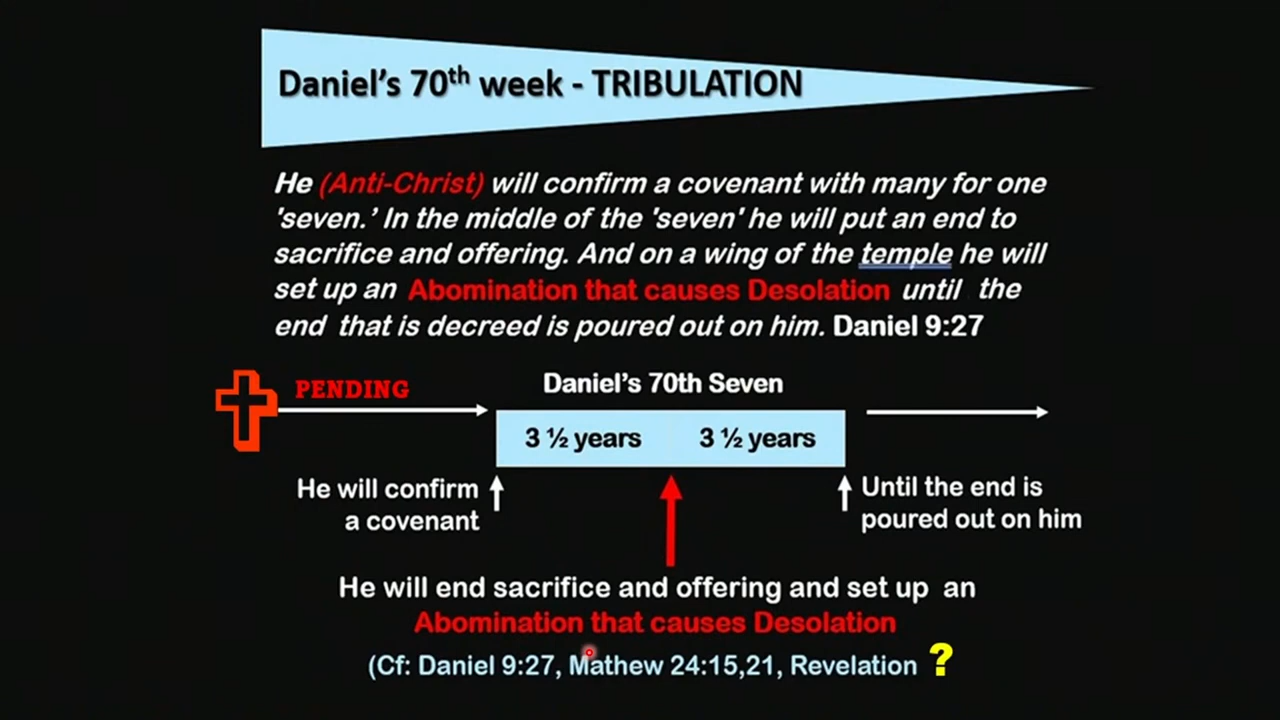 Daniel's 70th week - TRIBULATION
He (Anti-Christ) will confirm a covenant with many for one
'seven.’ In the middle of the 'seven' he will put an end to
sacrifice and offering. And on a wing of the temple he will
set up an Abomination that causes Desolation until the
end that is decreed is poured out on him. Daniel 9:27
PENDING
Daniel's 70th Seven
3 ½ years 3 ½ years
He will confirm
a covenant
Until the end is
poured out on him
He will end sacrifice and offering and set up an
Abomination that causes Desolation
(Cf: Daniel 9:27, Mathew 24:15,21, Revelation ?